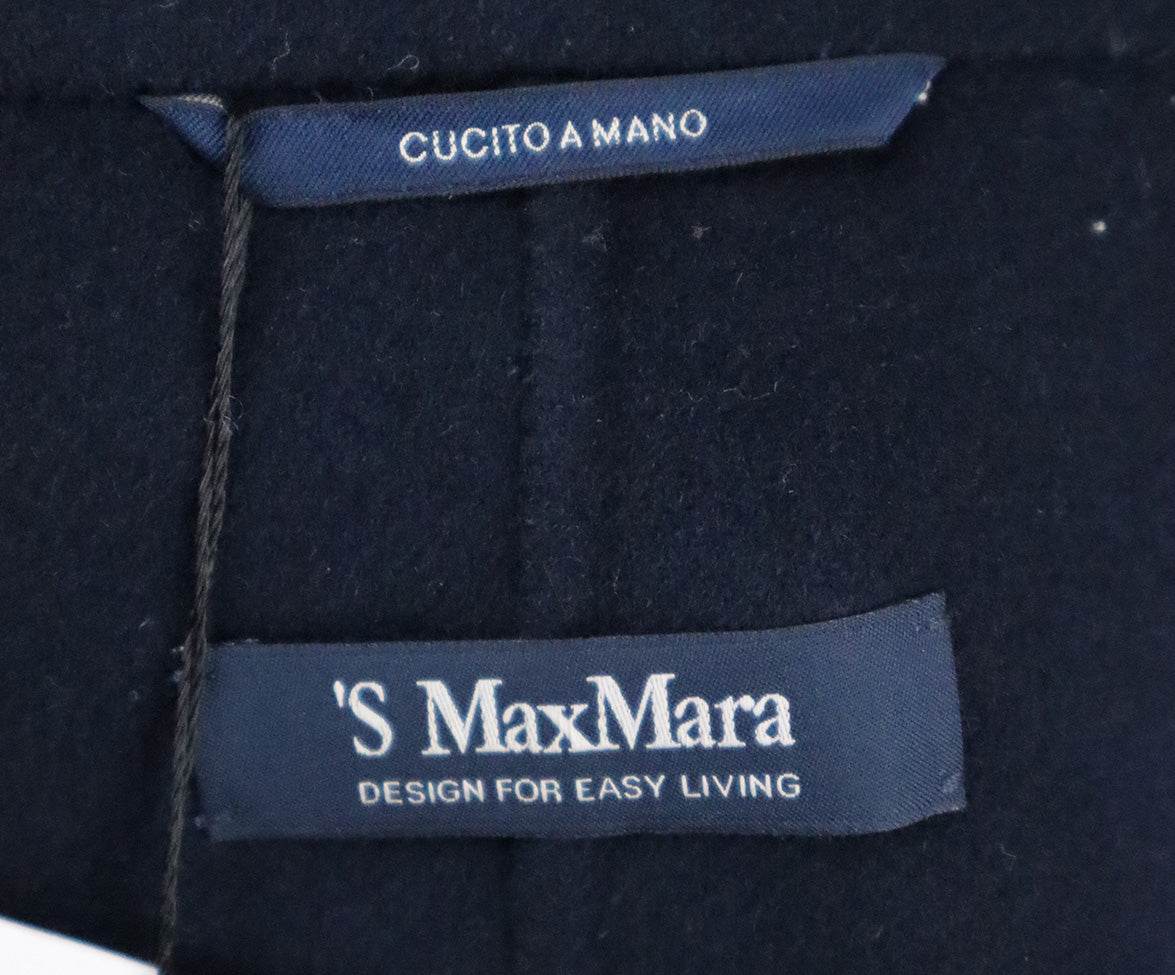 CUCITO A MANO
'S MaxMara
DESIGN FOR EASY LIVING